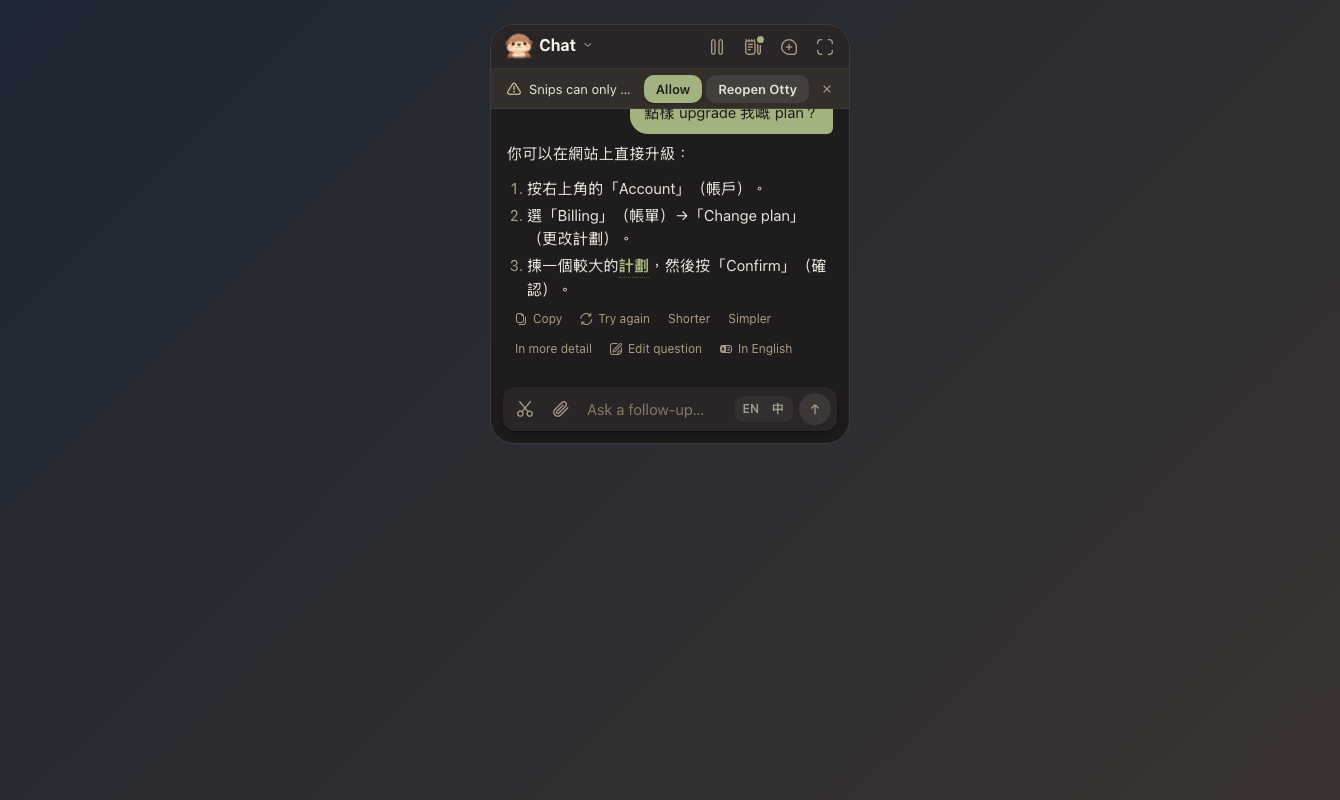 Chat
Snips can only ... Allow Reopen Otty
點樣 upgrade 我嘅 plan？
你可以在網站上直接升級：
1. 按右上角的「Account」（帳戶）。
2. 選「Billing」（帳單）→「Change plan」
（更改計劃）。
3. 揀一個較大的計劃，然後按「Confirm」（確
認）。
Copy Try again Shorter Simpler
In more detail Edit question In English
Ask a follow-up... EN 中